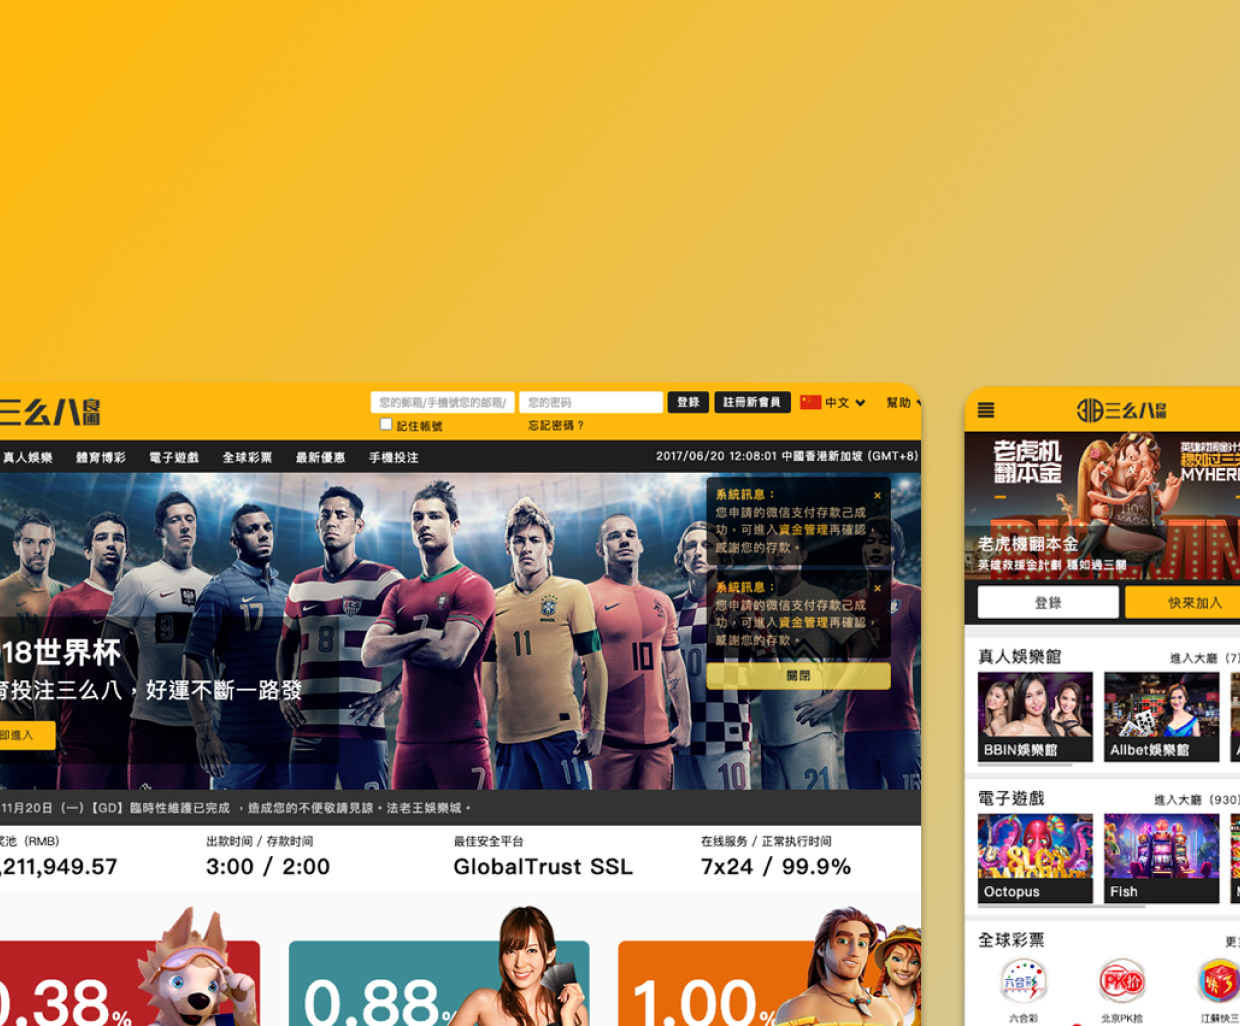 三么八
良圃
您的郵箱/手機號您的邮箱/
您的密码
登錄
註冊新會員
中文
幫助
記住帳號
忘記密碼？
真人娛樂
體育博彩
電子遊戲
全球彩票
最新優惠
手機投注
2017/06/20 12:08:01 中國香港新加坡 (GMT+8)
系統訊息：
您申請的微信支付存款己成
功，可進入資金管理再確認，
感謝您的存款。
系統訊息：
您申請的微信支付存款己成
功，可進入資金管理再確認，
感謝您的存款。
關閉
18世界杯
育投注三么八，好運不斷一路發
即進入
11月20日（一）【GD】臨時性維護已完成 ，造成您的不便敬請見諒。法老王娛樂城。
奖池（RMB）
,211,949.57
出款时间 / 存款时间
3:00 / 2:00
最佳安全平台
GlobalTrust SSL
在线服务 / 正常执行时间
7x24 / 99.9%
0.38%
0.88%
1.00%
三么八
老虎机
翻本金
MYHER
老虎機翻本金
英雄救援金計劃 穩如過三關
登錄
快來加入
真人娛樂館
進入大廳（7）
BBIN娛樂館
Allbet娛樂館
電子遊戲
進入大廳（930）
Octopus
Fish
全球彩票
六合彩
六合彩
PK拾
北京PK拾
江蘇快三